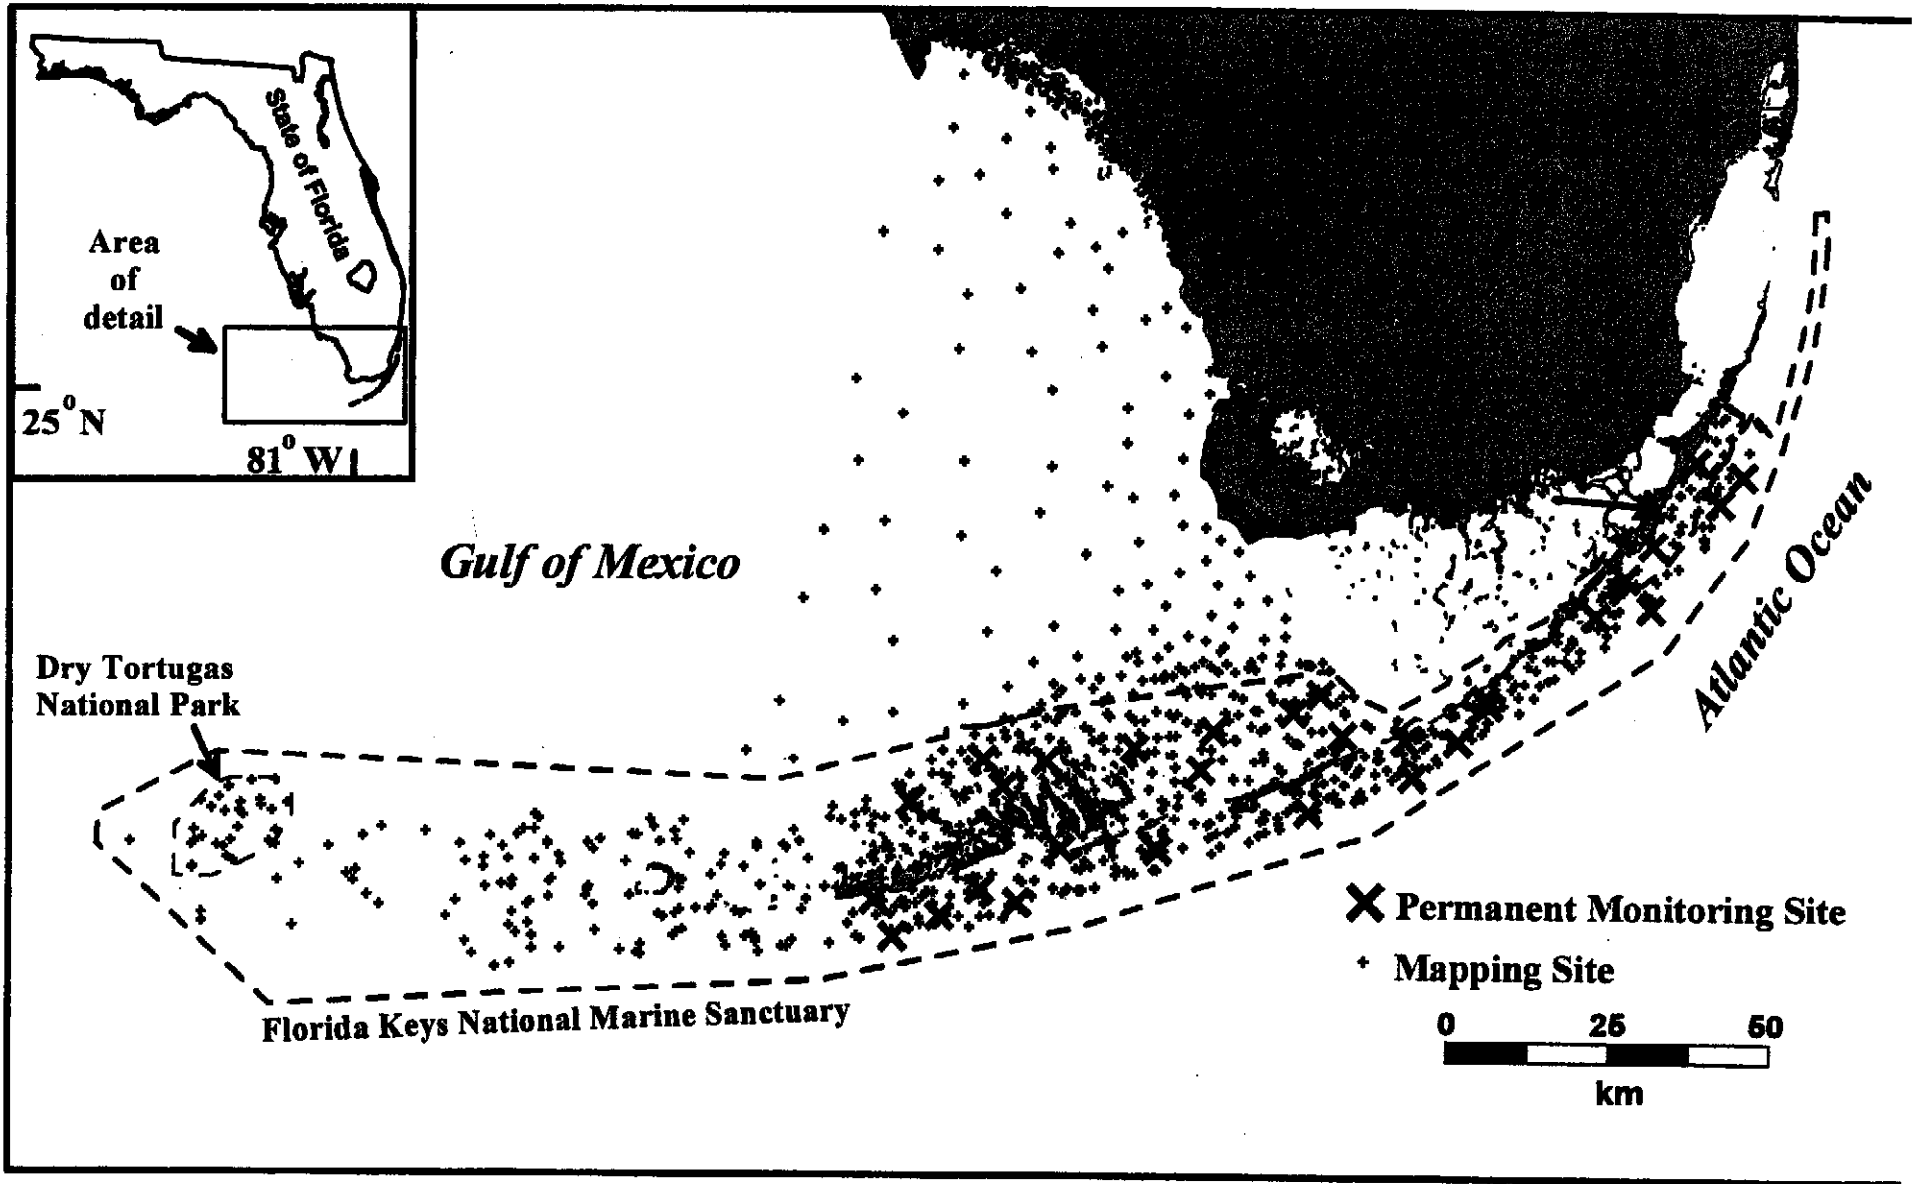 State of Florida
Area
of
detail
25°N
81°W
Gulf of Mexico
Atlantic Ocean
Dry Tortugas
National Park
Permanent Monitoring Site
Mapping Site
Florida Keys National Marine Sanctuary
0 25 50
km